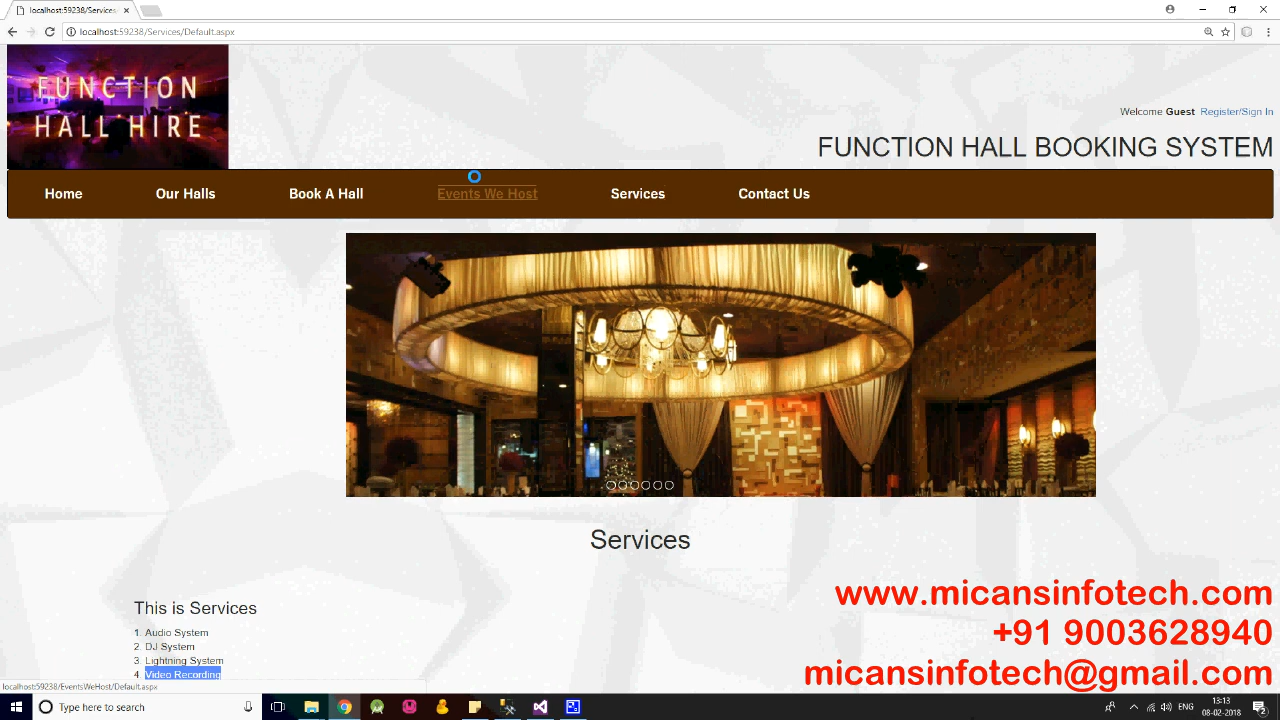 localhost:59238/Services
localhost:59238/Services/Default.aspx
FUNCTION
HALL HIRE
Welcome Guest Register/Sign In
FUNCTION HALL BOOKING SYSTEM
Home Our Halls Book A Hall Events We Host Services Contact Us
Services
This is Services
1. Audio System
2. DJ System
3. Lightning System
4. Video Recording
www.micansinfotech.com
+91 9003628940
micansinfotech@gmail.com
localhost:59238/EventsWeHost/Default.aspx
Type here to search
ENG
13:13
08-02-2018
2